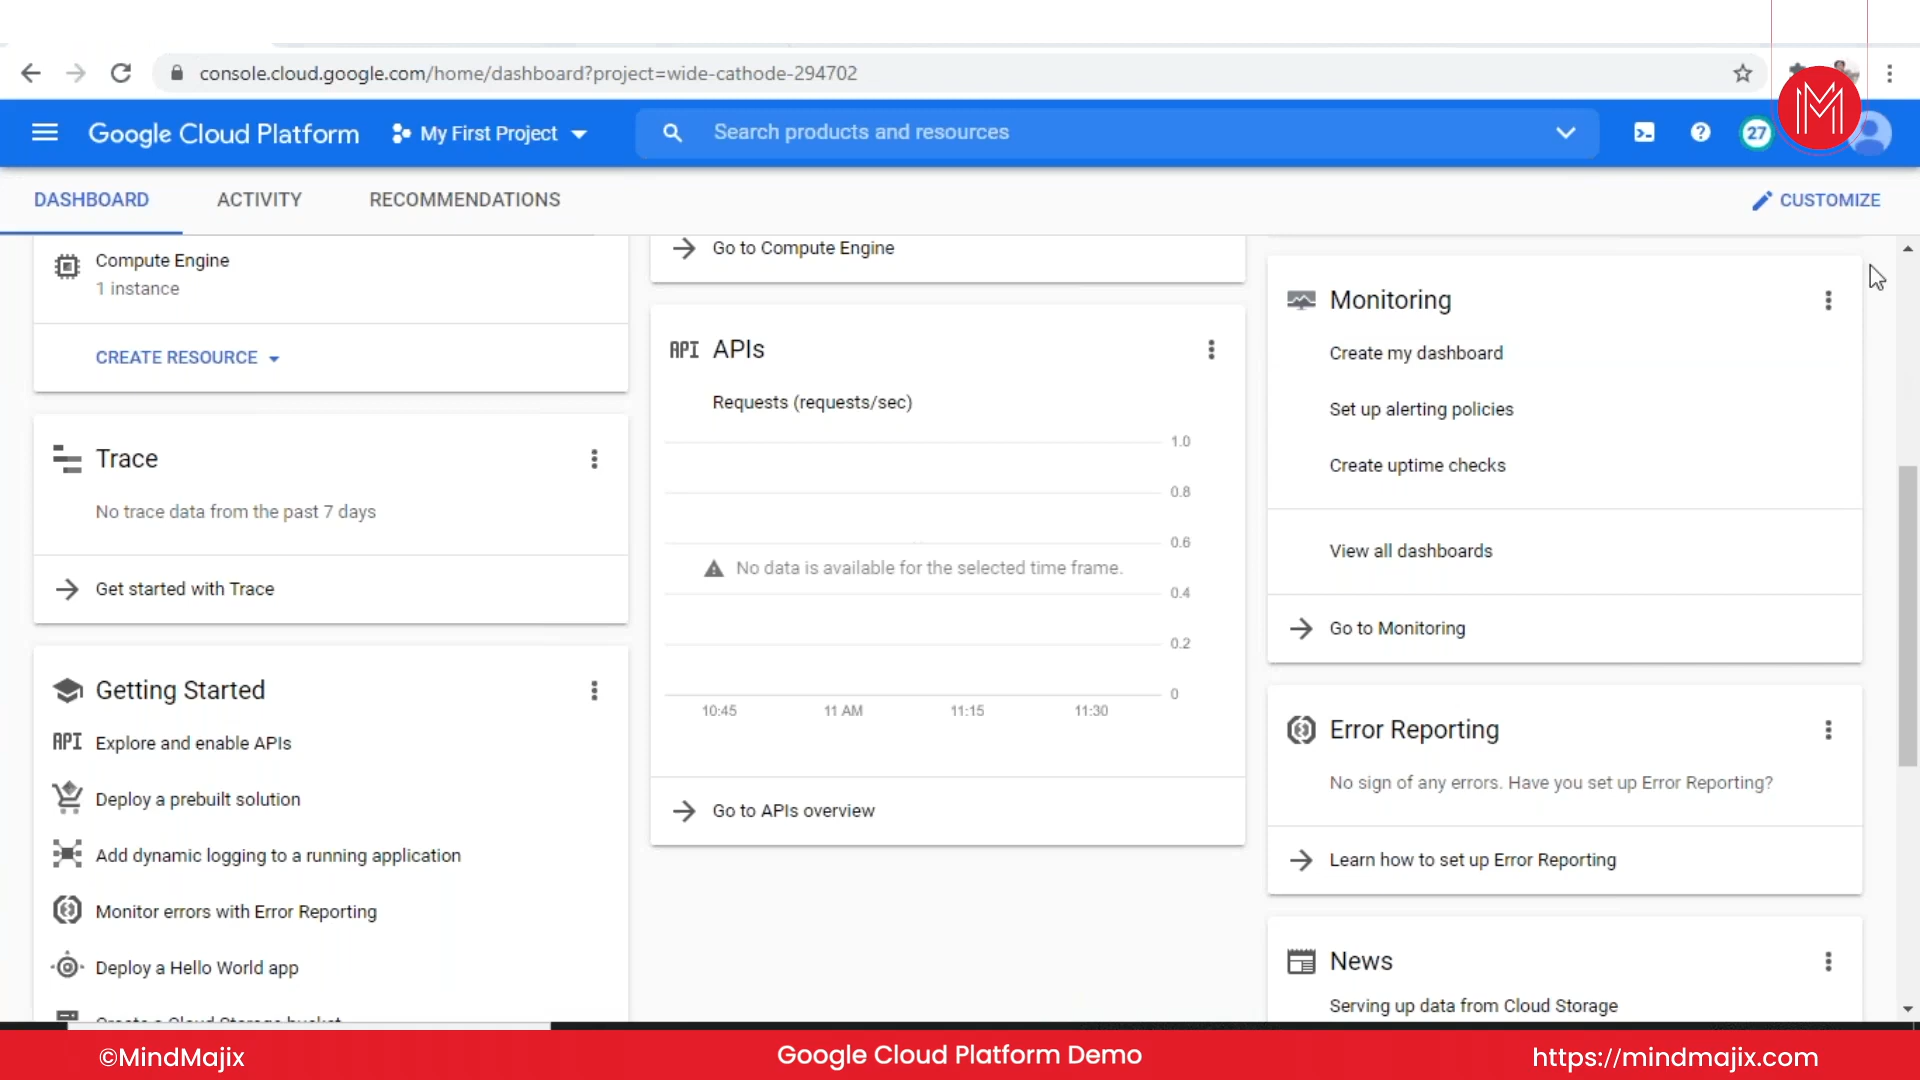 console.cloud.google.com/home/dashboard?project=wide-cathode-294702
Google Cloud Platform
My First Project
Search products and resources
27
DASHBOARD
ACTIVITY
RECOMMENDATIONS
CUSTOMIZE
Compute Engine
1 instance
CREATE RESOURCE
Trace
No trace data from the past 7 days
Get started with Trace
Getting Started
API Explore and enable APIs
Deploy a prebuilt solution
Add dynamic logging to a running application
Monitor errors with Error Reporting
Deploy a Hello World app
Create a Cloud Storage bucket
Go to Compute Engine
API APIs
Requests (requests/sec)
1.0
0.8
0.6
No data is available for the selected time frame.
0.4
0.2
0
10:45 11 AM 11:15 11:30
Go to APIs overview
Monitoring
Create my dashboard
Set up alerting policies
Create uptime checks
View all dashboards
Go to Monitoring
Error Reporting
No sign of any errors. Have you set up Error Reporting?
Learn how to set up Error Reporting
News
Serving up data from Cloud Storage
©MindMajix
Google Cloud Platform Demo
https://mindmajix.com